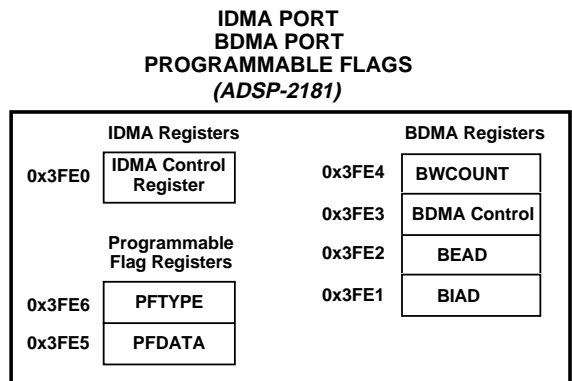 IDMA PORT
BDMA PORT
PROGRAMMABLE FLAGS
(ADSP-2181)
IDMA Registers
0x3FE0
IDMA Control
Register
Programmable
Flag Registers
0x3FE6 PFTYPE
0x3FE5 PFDATA
BDMA Registers
0x3FE4 BWCOUNT
0x3FE3 BDMA Control
0x3FE2 BEAD
0x3FE1 BIAD